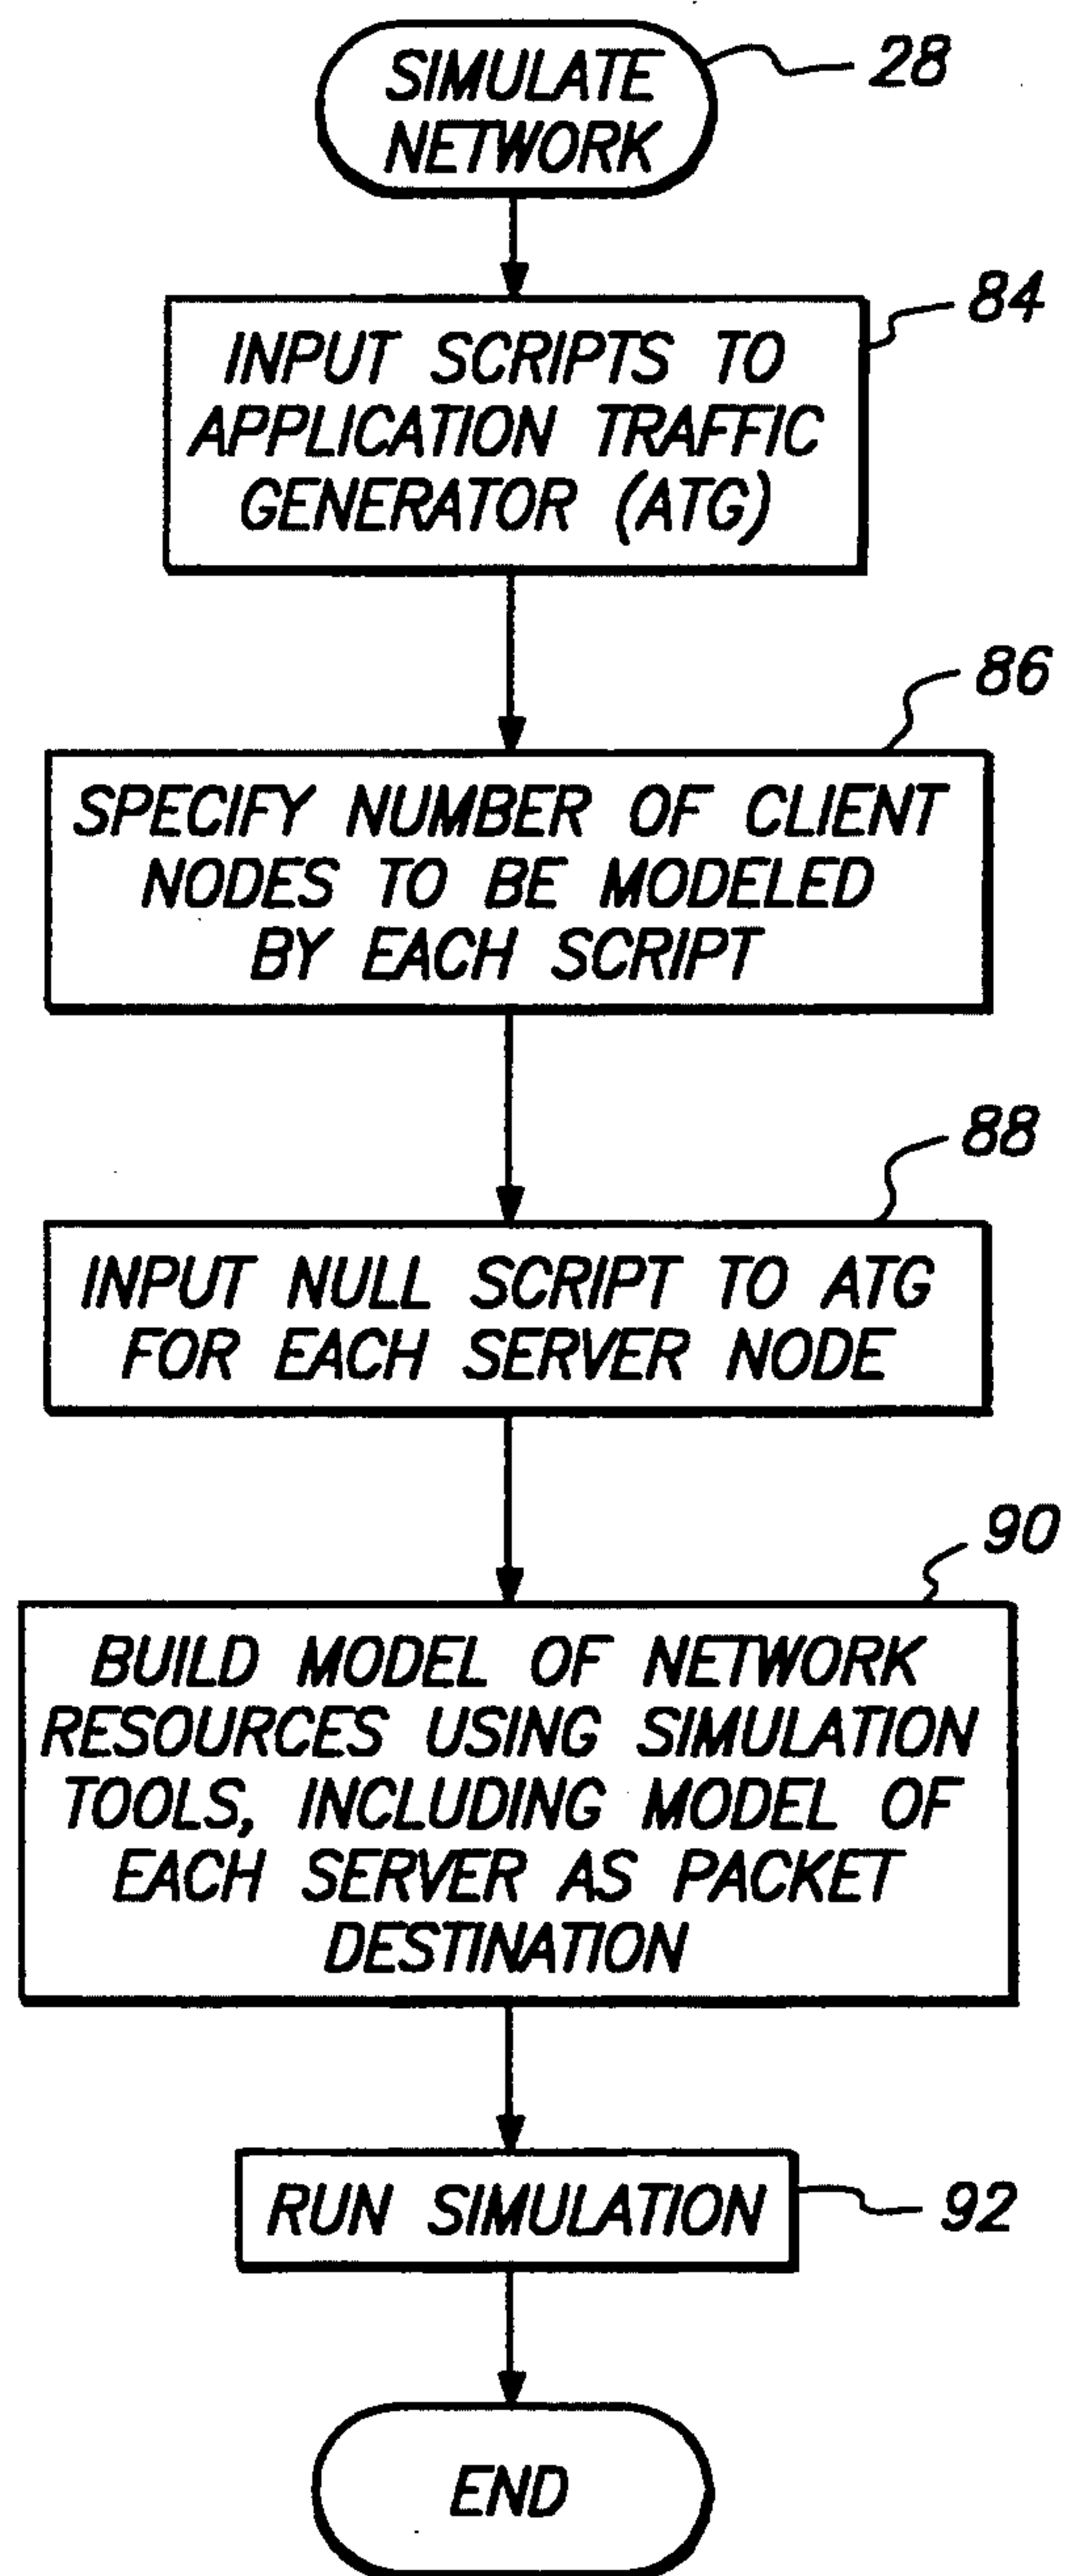 SIMULATE
NETWORK
28
84
INPUT SCRIPTS TO
APPLICATION TRAFFIC
GENERATOR (ATG)
86
SPECIFY NUMBER OF CLIENT
NODES TO BE MODELED
BY EACH SCRIPT
88
INPUT NULL SCRIPT TO ATG
FOR EACH SERVER NODE
90
BUILD MODEL OF NETWORK
RESOURCES USING SIMULATION
TOOLS, INCLUDING MODEL OF
EACH SERVER AS PACKET
DESTINATION
RUN SIMULATION
92
END